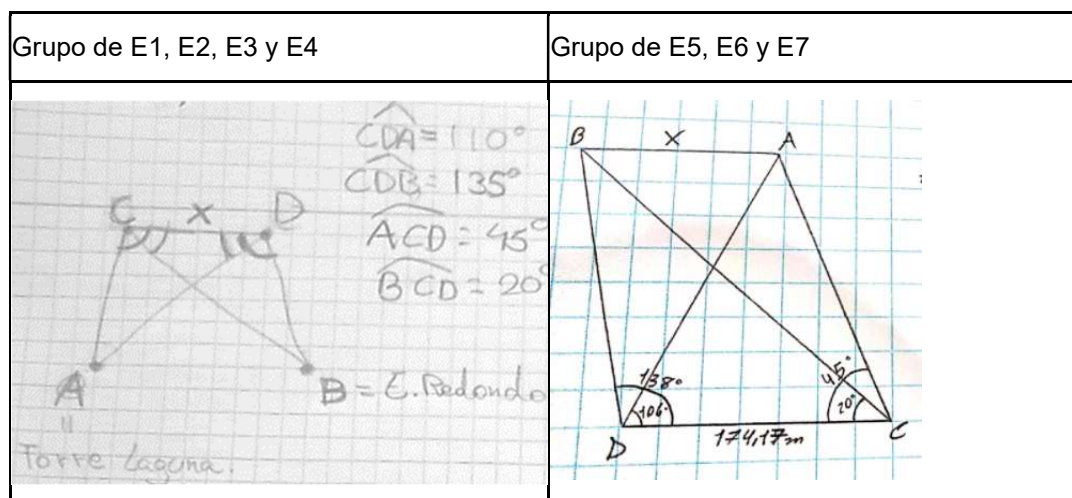 Grupo de E1, E2, E3 y E4
Grupo de E5, E6 y E7
CDA = 110°
CDB = 135°
ACD = 45°
BCD = 20°
C x D
A
B = E. Redondo
"
Torre Laguna.
B x A
138°
106°
45°
20°
D 174,17m C